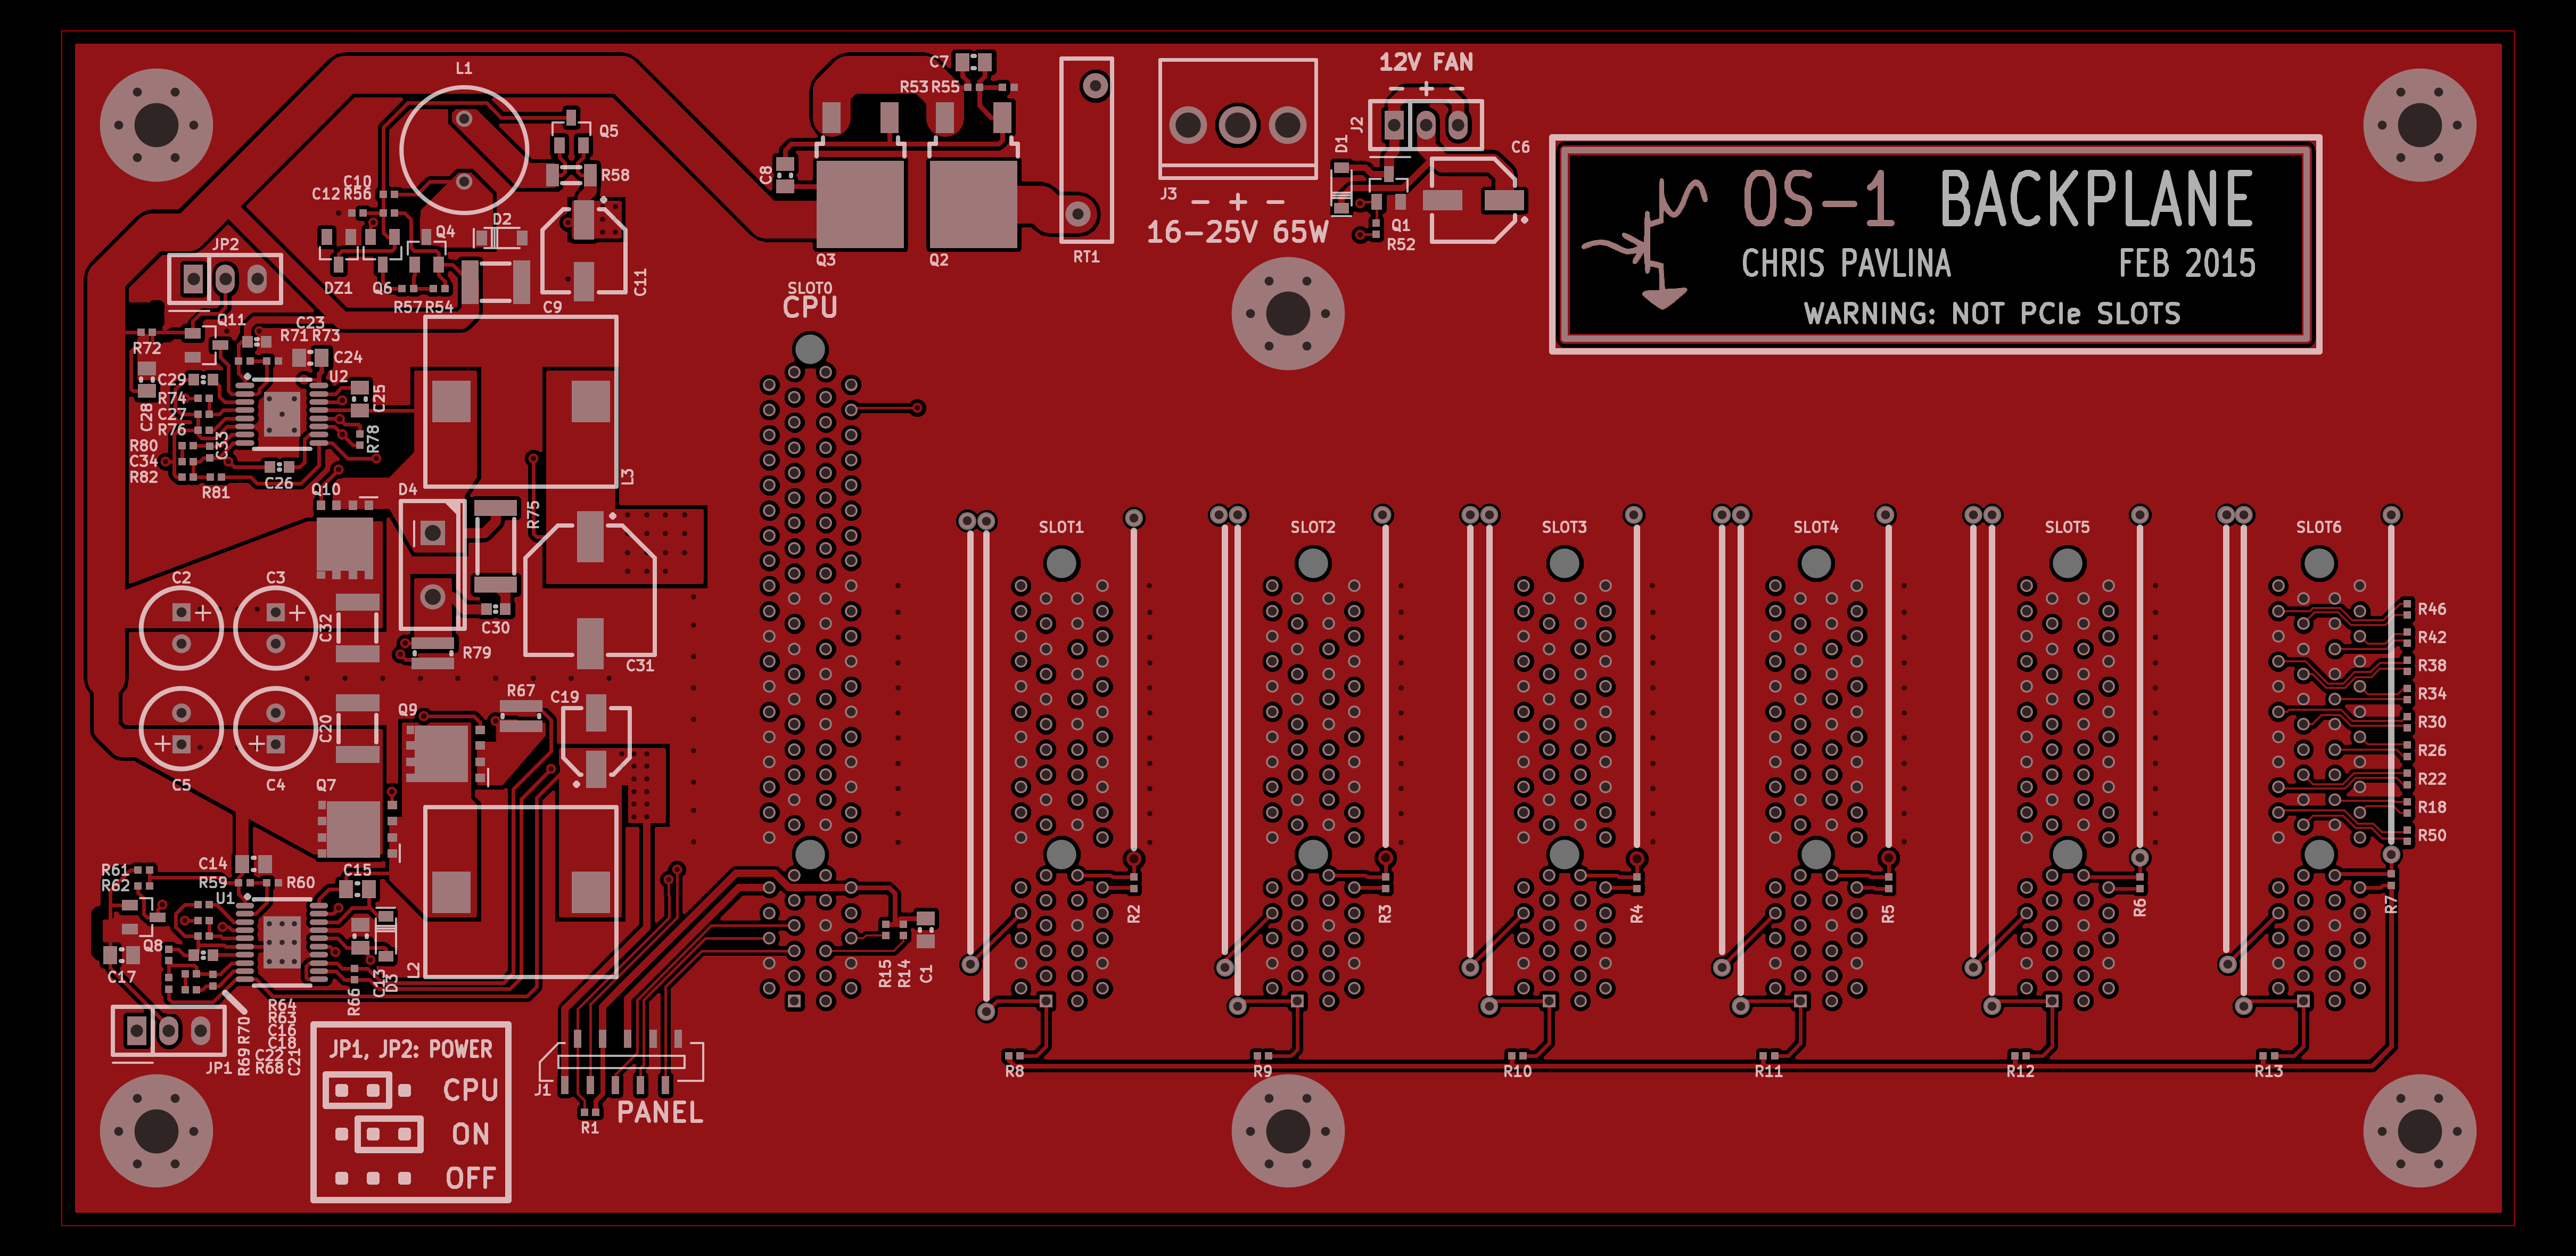 L1
C7
R53 R55
12V FAN
- + -
J2
D1
C6
Q5
R58
C8
C10
C12 R56
D2
Q4
JP2
DZ1
Q6
R57 R54
C9
C11
Q3
Q2
RT1
J3
- + -
16-25V 65W
Q1
R52
OS-1 BACKPLANE
CHRIS PAVLINA FEB 2015
WARNING: NOT PCIe SLOTS
SLOT0
CPU
Q11
C23
R71 R73
R72
C24
U2
C29
R74
C27
R76
C28
C25
R80
C33
R78
C34
R82
R81
C26
L3
Q10
D4
R75
SLOT1
SLOT2
SLOT3
SLOT4
SLOT5
SLOT6
C2
C3
C32
C30
R79
C31
R46
R42
R38
R34
R30
R26
R22
R18
R50
R67
C19
Q9
C20
C5
C4
Q7
R61
R62
C14
R59
R60
C15
U1
Q8
C17
L2
C13
D3
R66
R64
R63
C16
C18
C22
R68
C21
R70
R69
JP1
R15
R14
C1
R2
R3
R4
R5
R6
R7
R8
R9
R10
R11
R12
R13
JP1, JP2: POWER
CPU
ON
OFF
J1
PANEL
R1